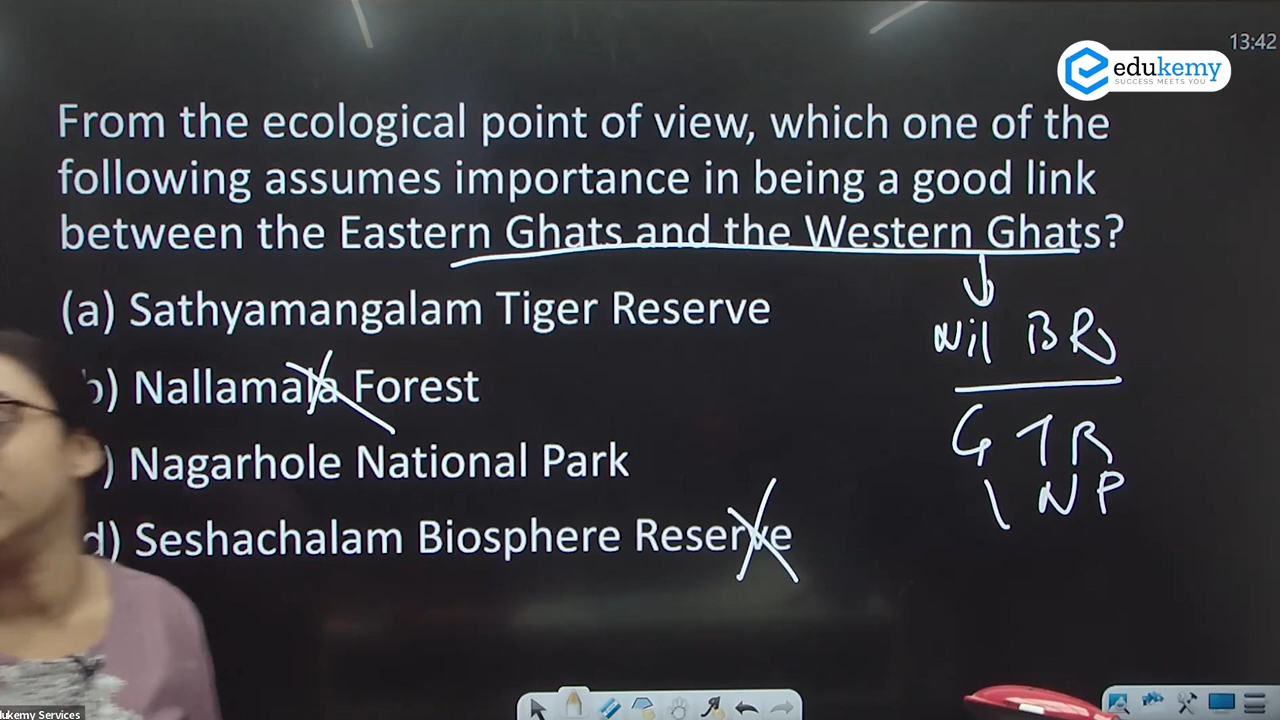 13:42
edukemy
SUCCESS MEETS YOU
From the ecological point of view, which one of the
following assumes importance in being a good link
between the Eastern Ghats and the Western Ghats?
(a) Sathyamangalam Tiger Reserve
b) Nallamala Forest
) Nagarhole National Park
d) Seshachalam Biosphere Reserve
Nil BR
G TR
1 NP
dukemy Services